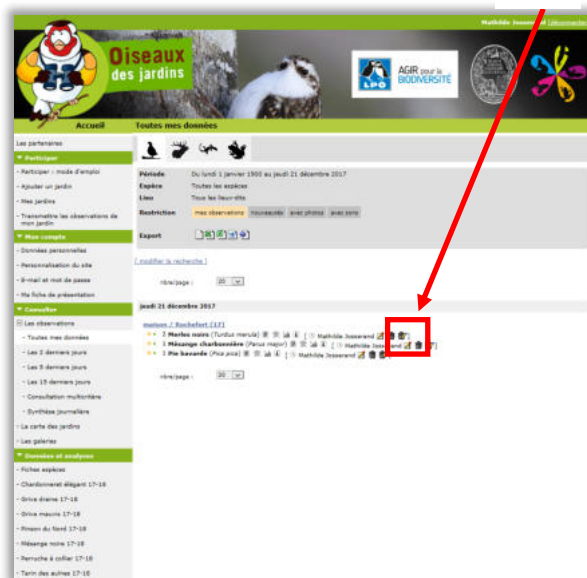 Mathilde Josserand [déconnecter]
Oiseaux
des jardins
LPO
AGIR pour la
BIODIVERSITÉ
Accueil
Toutes mes données
Les partenaires
Participer
- Participer : mode d'emploi
- Ajouter un jardin
- Mes jardins
- Transmettre les observations de
mon jardin
Mon compte
- Données personnelles
- Personnalisation du site
- E-mail et mot de passe
- Ma fiche de présentation
Consulter
Les observations
- Toutes mes données
- Les 2 derniers jours
- Les 5 derniers jours
- Les 15 derniers jours
- Consultation multicritère
- Synthèse journalière
- La carte des jardins
- Les galeries
Données et analyses
- Fiches espèces
- Chardonneret élégant 17-18
- Grive draine 17-18
- Grive mauvis 17-18
- Pinson du Nord 17-18
- Mésange noire 17-18
- Perruche à collier 17-18
- Tarin des aulnes 17-18
Période Du lundi 1 janvier 1900 au jeudi 21 décembre 2017
Espèce Toutes les espèces
Lieu Tous les lieux-dits
Restriction mes observations nouveautés avec photos avec sons
Export
[ modifier la recherche ]
nbre/page : 20
jeudi 21 décembre 2017
maison / Rochefort (17)
2 Merles noirs (Turdus merula) [ Mathilde Josserand ]
1 Mésange charbonnière (Parus major) [ Mathilde Josserand ]
1 Pie bavarde (Pica pica) [ Mathilde Josserand ]
nbre/page : 20